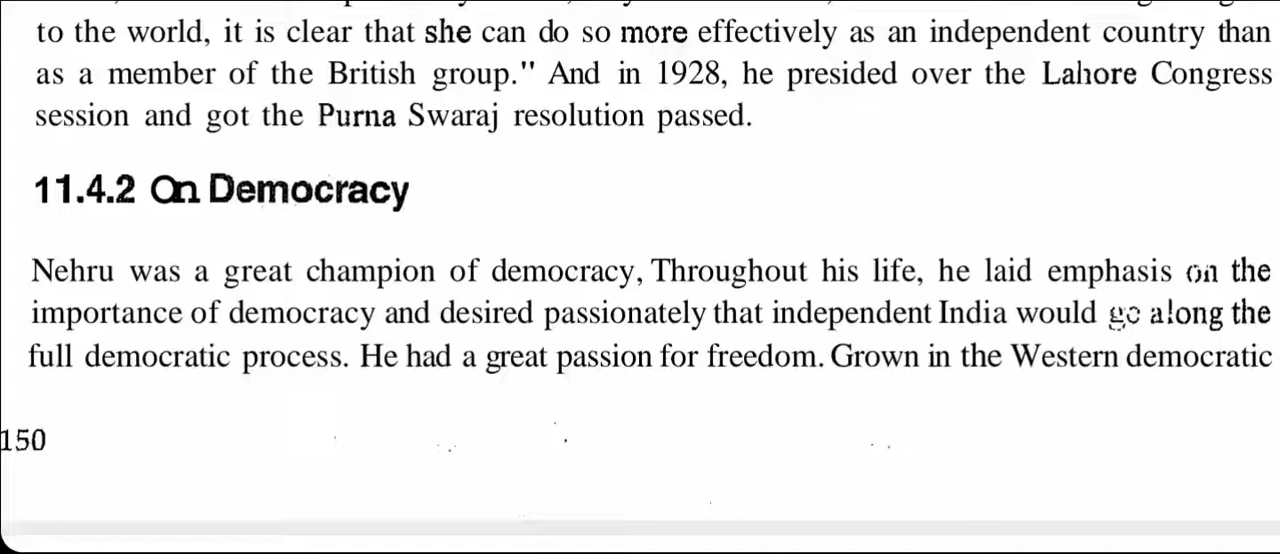 to the world, it is clear that she can do so more effectively as an independent country than
as a member of the British group." And in 1928, he presided over the Lahore Congress
session and got the Purna Swaraj resolution passed.
11.4.2 On Democracy
Nehru was a great champion of democracy, Throughout his life, he laid emphasis on the
importance of democracy and desired passionately that independent India would go along the
full democratic process. He had a great passion for freedom. Grown in the Western democratic
150